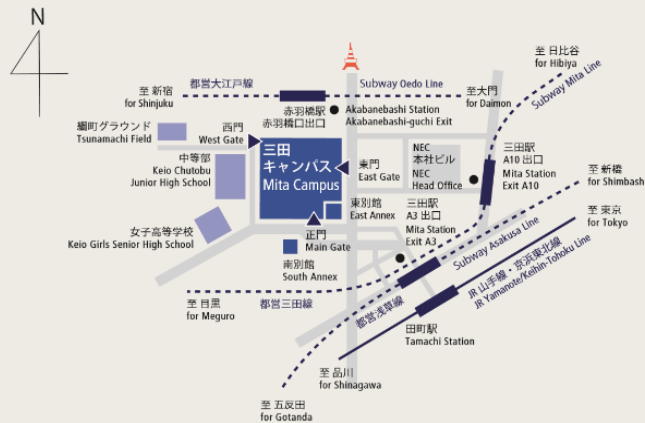 N
至 日比谷
for Hibiya
Subway Mita Line
都営大江戸線
Subway Oedo Line
至 新宿
for Shinjuku
至大門
for Daimon
赤羽橋駅
赤羽橋口出口
Akabanebashi Station
Akabanebashi-guchi Exit
綱町グラウンド
Tsunamachi Field
西門
West Gate
三田
キャンパス
Mita Campus
中等部
Keio Chutobu
Junior High School
東門
East Gate
NEC
本社ビル
NEC
Head Office
三田駅
A10 出口
Mita Station
Exit A10
至 新橋
for Shimbash
東別館
East Annex
三田駅
A3 出口
Mita Station
Exit A3
至 東京
for Tokyo
女子高等学校
Keio Girls Senior High School
正門
Main Gate
南別館
South Annex
Subway Asakusa Line
JR 山手線・京浜東北線
JR Yamanote/Keihin-Tohoku Line
至 目黒
for Meguro
都営三田線
都営浅草線
田町駅
Tamachi Station
至 品川
for Shinagawa
至 五反田
for Gotanda